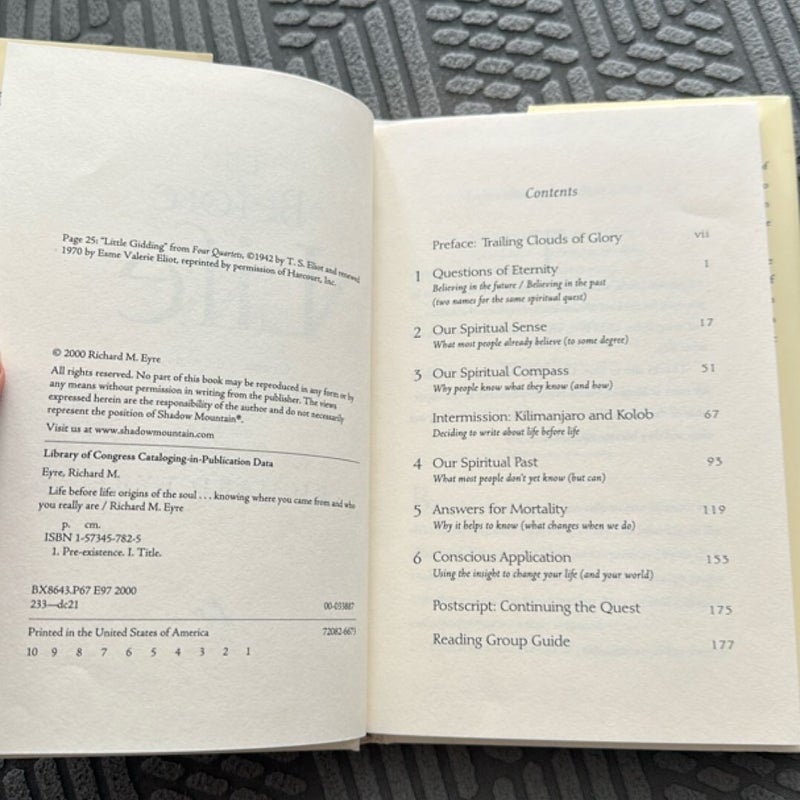 Page 25: "Little Gidding" from Four Quartets, ©1942 by T. S. Eliot and renewed
1970 by Esme Valerie Eliot, reprinted by permission of Harcourt, Inc.
© 2000 Richard M. Eyre
All rights reserved. No part of this book may be reproduced in any form or by
any means without permission in writing from the publisher. The views
expressed herein are the responsibility of the author and do not necessarily
represent the position of Shadow Mountain®.
Visit us at www.shadowmountain.com
Library of Congress Cataloging-in-Publication Data
Eyre, Richard M.
Life before life: origins of the soul . . . knowing where you came from and who
you really are / Richard M. Eyre
p. cm.
ISBN 1-57345-782-5
1. Pre-existence. I. Title.
BX8643.P67 E97 2000
233—dc21 00-033887
Printed in the United States of America 72082-6673
10 9 8 7 6 5 4 3 2 1
Contents
Preface: Trailing Clouds of Glory vii
1 Questions of Eternity 1
Believing in the future / Believing in the past
(two names for the same spiritual quest)
2 Our Spiritual Sense 17
What most people already believe (to some degree)
3 Our Spiritual Compass 51
Why people know what they know (and how)
Intermission: Kilimanjaro and Kolob 67
Deciding to write about life before life
4 Our Spiritual Past 93
What most people don't yet know (but can)
5 Answers for Mortality 119
Why it helps to know (what changes when we do)
6 Conscious Application 155
Using the insight to change your life (and your world)
Postscript: Continuing the Quest 175
Reading Group Guide 177